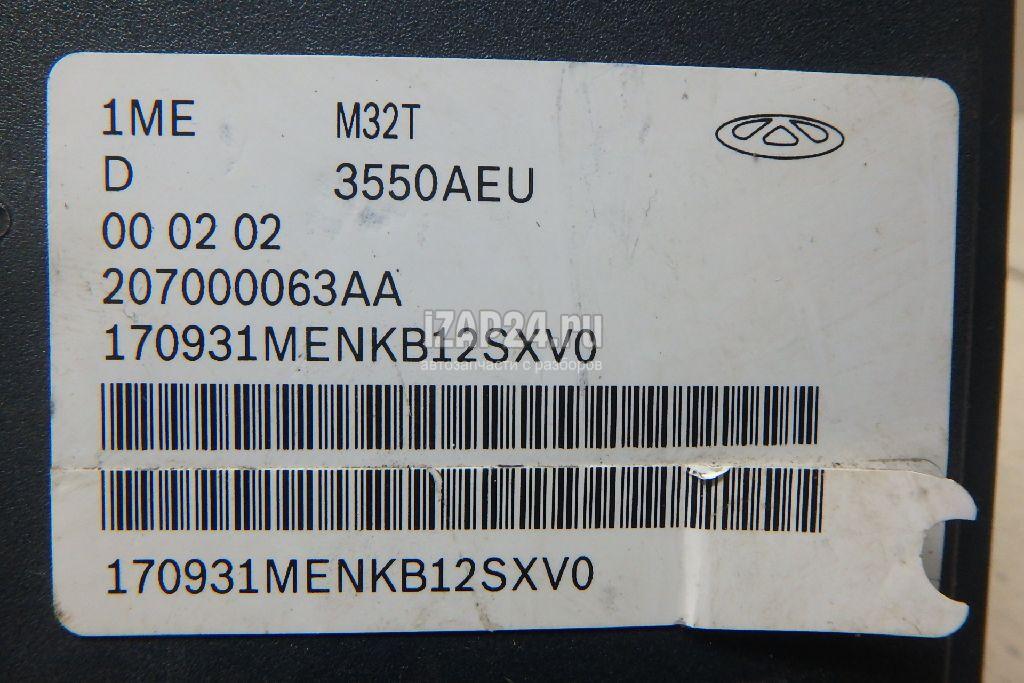 1ME M32T
D 3550AEU
00 02 02
207000063AA
170931MENKB12SXV0
iZAP24.ru
автозапчасти с разборов
170931MENKB12SXV0